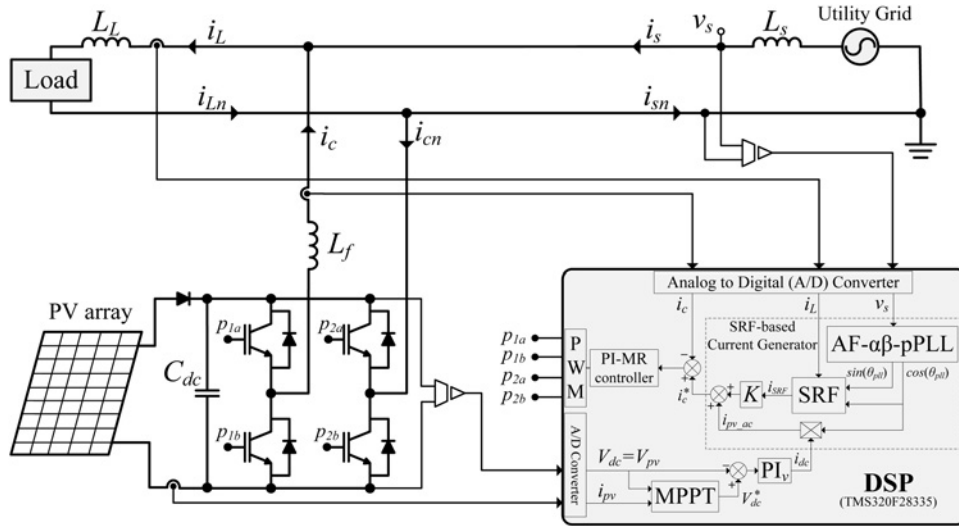 L_L
i_L
i_s
v_s
L_s
Utility Grid
Load
i_Ln
i_c
i_cn
i_sn
L_f
PV array
C_dc
p_1a
p_2a
p_1b
p_2b
p_1a
p_1b
p_2a
p_2b
PWM
A/D Converter
Analog to Digital (A/D) Converter
i_c
i_L
v_s
SRF-based
Current Generator
AF-αβ-pPLL
sin(θ_pll)
cos(θ_pll)
PI-MR
controller
−
+
i_c*
+
+
K
i_SRF
SRF
i_pv_ac
V_dc=V_pv
−
+
PI_v
i_dc
i_pv
MPPT
V_dc*
DSP
(TMS320F28335)